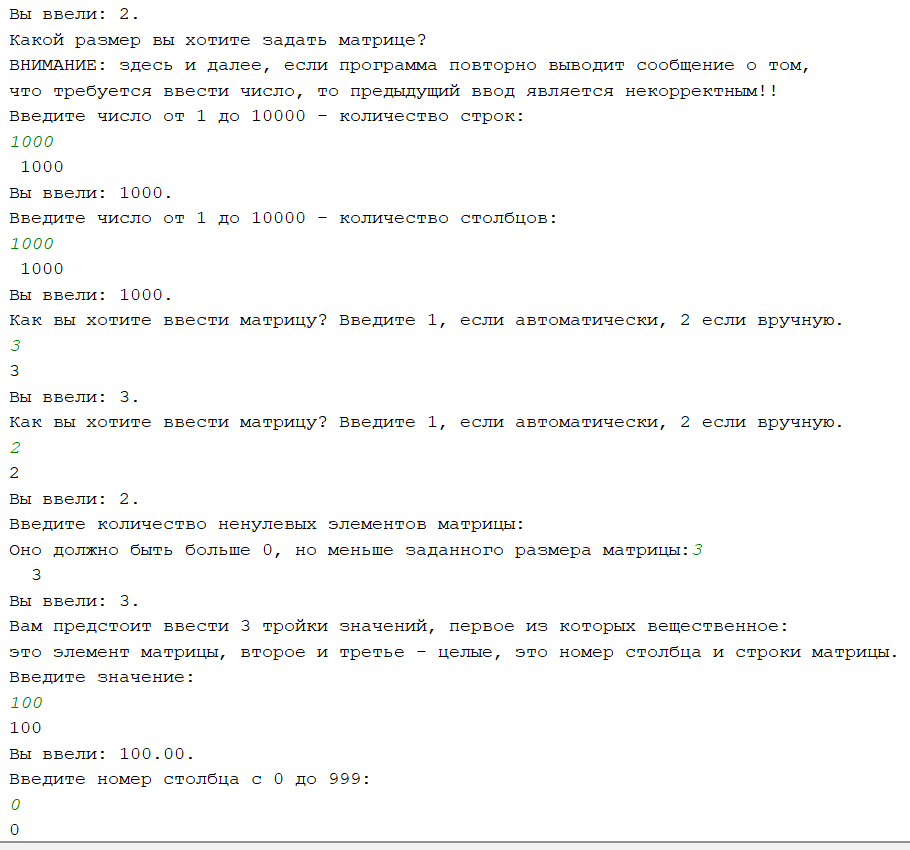 Вы ввели: 2.
Какой размер вы хотите задать матрице?
ВНИМАНИЕ: здесь и далее, если программа повторно выводит сообщение о том,
что требуется ввести число, то предыдущий ввод является некорректным!!
Введите число от 1 до 10000 – количество строк:
1000
1000
Вы ввели: 1000.
Введите число от 1 до 10000 – количество столбцов:
1000
1000
Вы ввели: 1000.
Как вы хотите ввести матрицу? Введите 1, если автоматически, 2 если вручную.
3
3
Вы ввели: 3.
Как вы хотите ввести матрицу? Введите 1, если автоматически, 2 если вручную.
2
2
Вы ввели: 2.
Введите количество ненулевых элементов матрицы:
Оно должно быть больше 0, но меньше заданного размера матрицы:3
3
Вы ввели: 3.
Вам предстоит ввести 3 тройки значений, первое из которых вещественное:
это элемент матрицы, второе и третье – целые, это номер столбца и строки матрицы.
Введите значение:
100
100
Вы ввели: 100.00.
Введите номер столбца с 0 до 999:
0
0